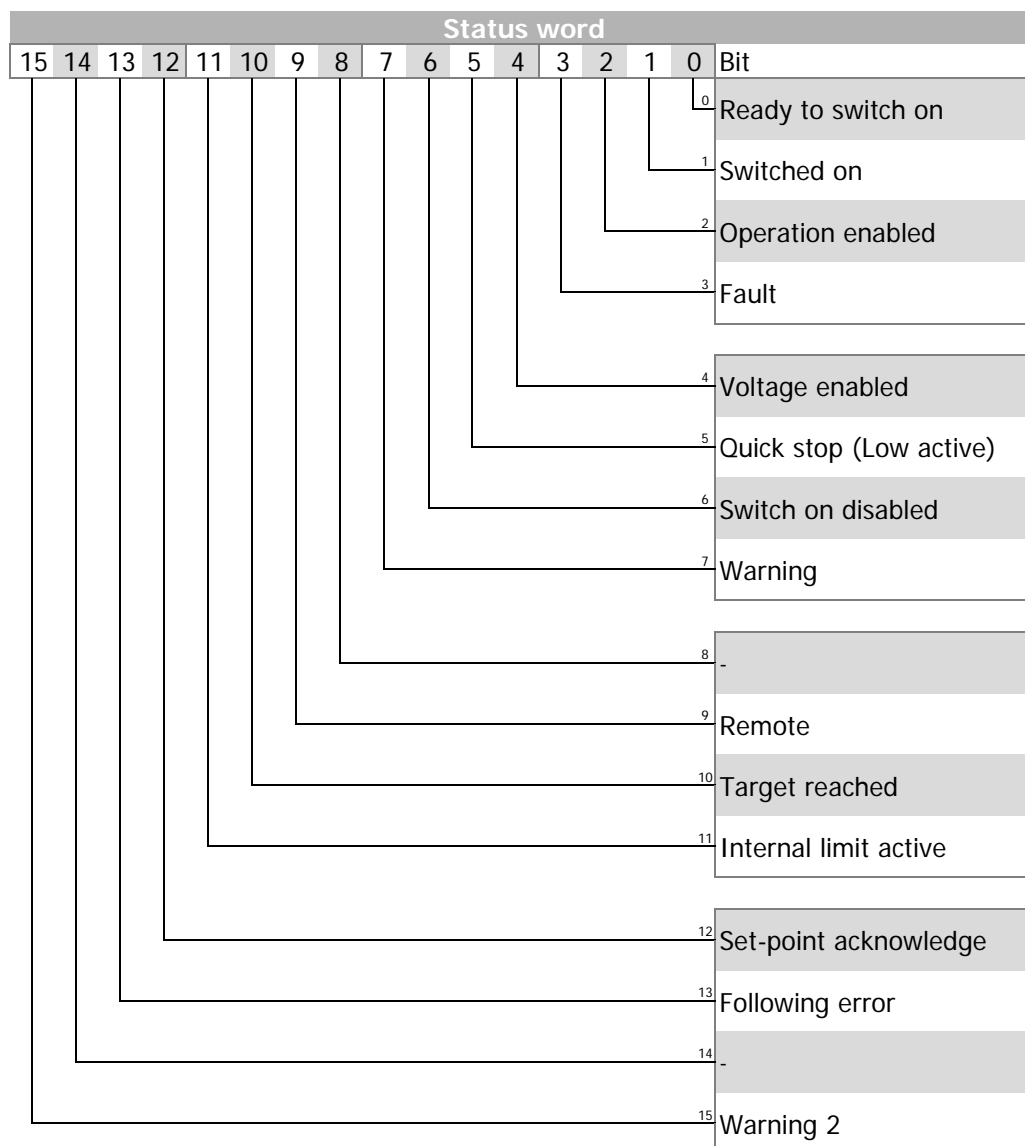 Status word
15 14 13 12 11 10 9 8 7 6 5 4 3 2 1 0 Bit
0 Ready to switch on
1 Switched on
2 Operation enabled
3 Fault
4 Voltage enabled
5 Quick stop (Low active)
6 Switch on disabled
7 Warning
8 -
9 Remote
10 Target reached
11 Internal limit active
12 Set-point acknowledge
13 Following error
14 -
15 Warning 2